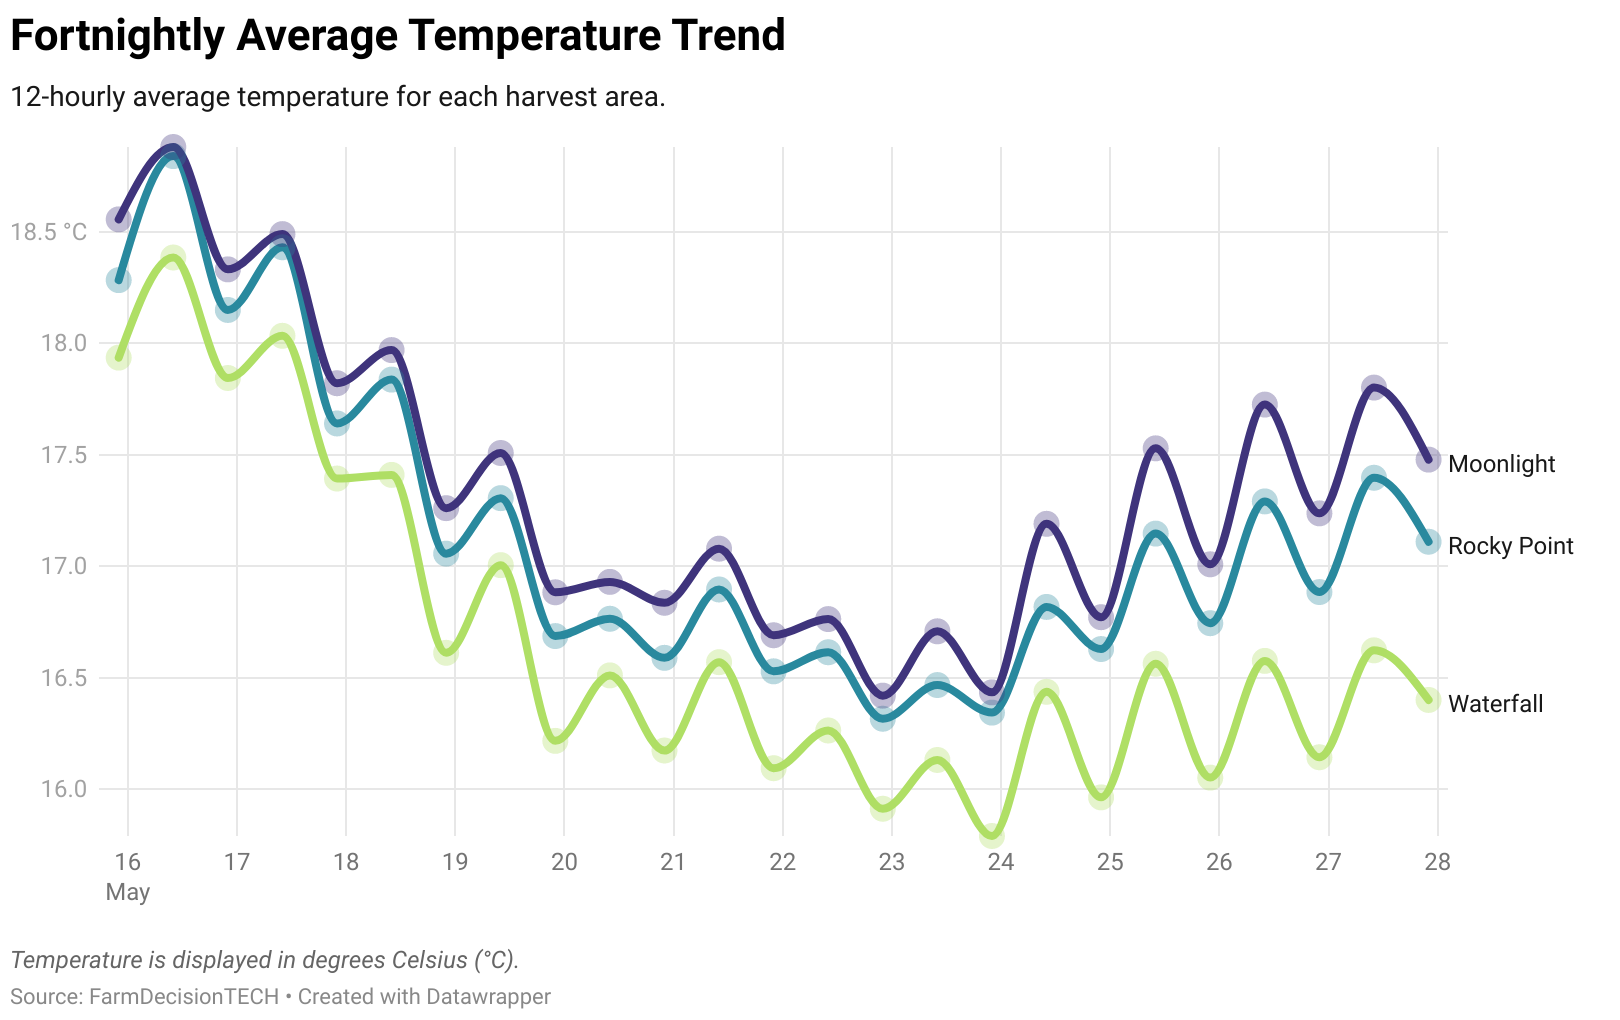 Fortnightly Average Temperature Trend
12-hourly average temperature for each harvest area.
18.5 °C
18.0
17.5
17.0
16.5
16.0
Moonlight
Rocky Point
Waterfall
16 17 18 19 20 21 22 23 24 25 26 27 28
May
Temperature is displayed in degrees Celsius (°C).
Source: FarmDecisionTECH • Created with Datawrapper